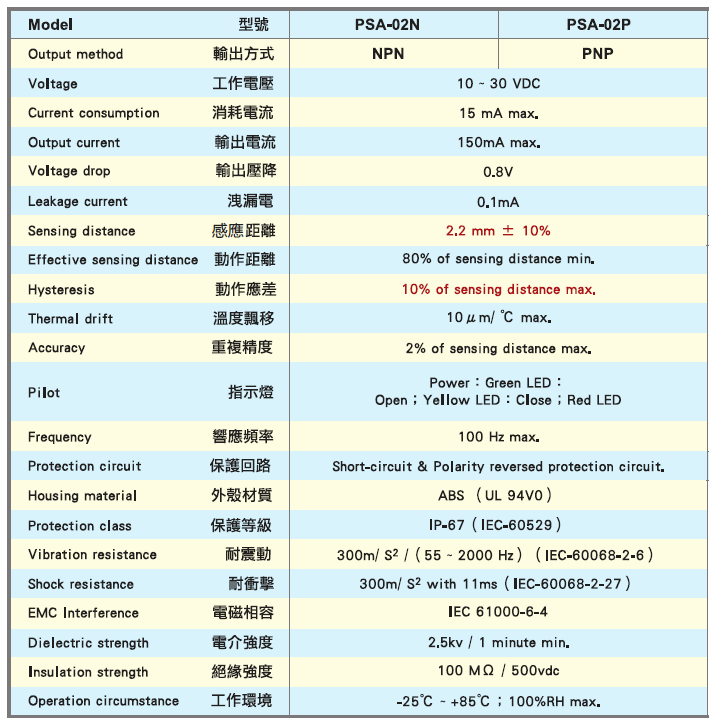 Model 型號 PSA-02N PSA-02P
Output method 輸出方式 NPN PNP
Voltage 工作電壓 10 ~ 30 VDC
Current consumption 消耗電流 15 mA max.
Output current 輸出電流 150mA max.
Voltage drop 輸出壓降 0.8V
Leakage current 洩漏電 0.1mA
Sensing distance 感應距離 2.2 mm ± 10%
Effective sensing distance 動作距離 80% of sensing distance min.
Hysteresis 動作應差 10% of sensing distance max.
Thermal drift 溫度飄移 10μm/ ℃ max.
Accuracy 重複精度 2% of sensing distance max.
Pilot 指示燈 Power：Green LED：
Open；Yellow LED：Close；Red LED
Frequency 響應頻率 100 Hz max.
Protection circuit 保護回路 Short-circuit & Polarity reversed protection circuit.
Housing material 外殼材質 ABS （UL 94V0）
Protection class 保護等級 IP-67（IEC-60529）
Vibration resistance 耐震動 300m/ S² /（55 ~ 2000 Hz）（IEC-60068-2-6）
Shock resistance 耐衝擊 300m/ S² with 11ms（IEC-60068-2-27）
EMC Interference 電磁相容 IEC 61000-6-4
Dielectric strength 電介強度 2.5kv / 1 minute min.
Insulation strength 絕緣強度 100 MΩ / 500vdc
Operation circumstance 工作環境 -25℃ ~ +85℃；100%RH max.